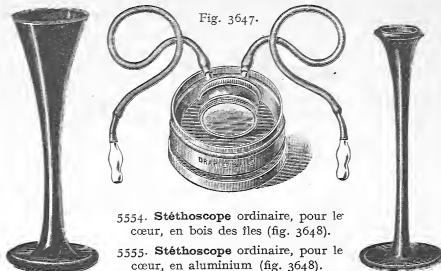 Fig. 3647.
5554. Stéthoscope ordinaire, pour le
cœur, en bois des îles (fig. 3648).
5555. Stéthoscope ordinaire, pour le
cœur, en aluminium (fig. 3648).